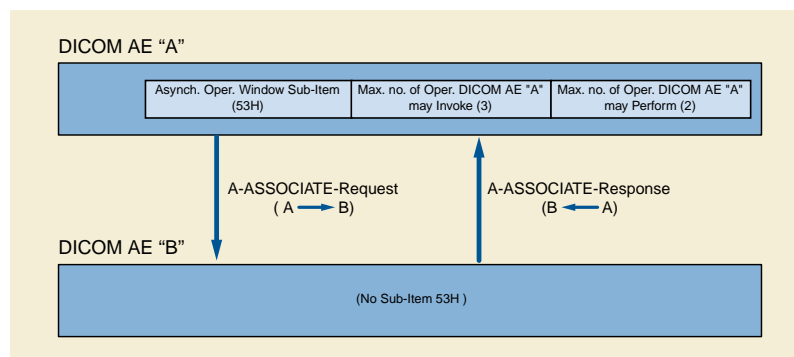 DICOM AE “A”
Asynch. Oper. Window Sub-Item
(53H)
Max. no. of Oper. DICOM AE "A"
may Invoke (3)
Max. no. of Oper. DICOM AE "A"
may Perform (2)
A-ASSOCIATE-Request
( A B)
A-ASSOCIATE-Response
(B A)
DICOM AE “B”
(No Sub-Item 53H )